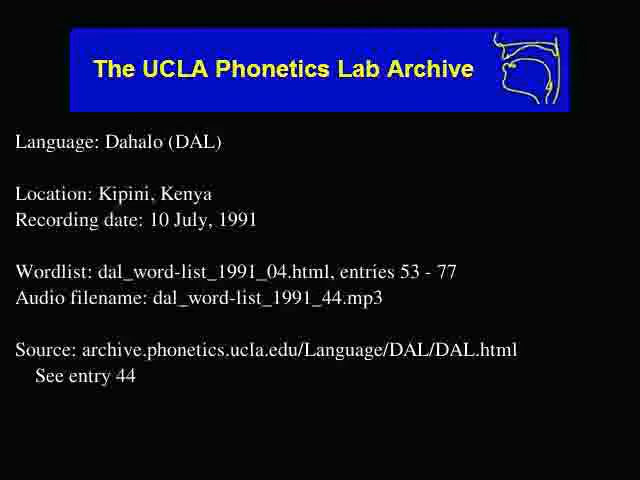 The UCLA Phonetics Lab Archive
Language: Dahalo (DAL)
Location: Kipini, Kenya
Recording date: 10 July, 1991
Wordlist: dal_word-list_1991_04.html, entries 53 - 77
Audio filename: dal_word-list_1991_44.mp3
Source: archive.phonetics.ucla.edu/Language/DAL/DAL.html
See entry 44